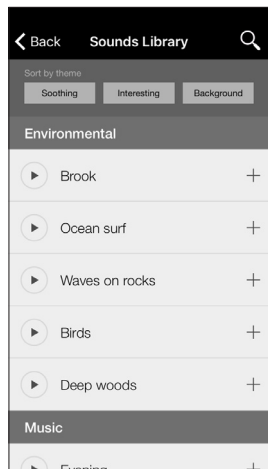 Back Sounds Library
Sort by theme
Soothing Interesting Background
Environmental
Brook
Ocean surf
Waves on rocks
Birds
Deep woods
Music
Evening